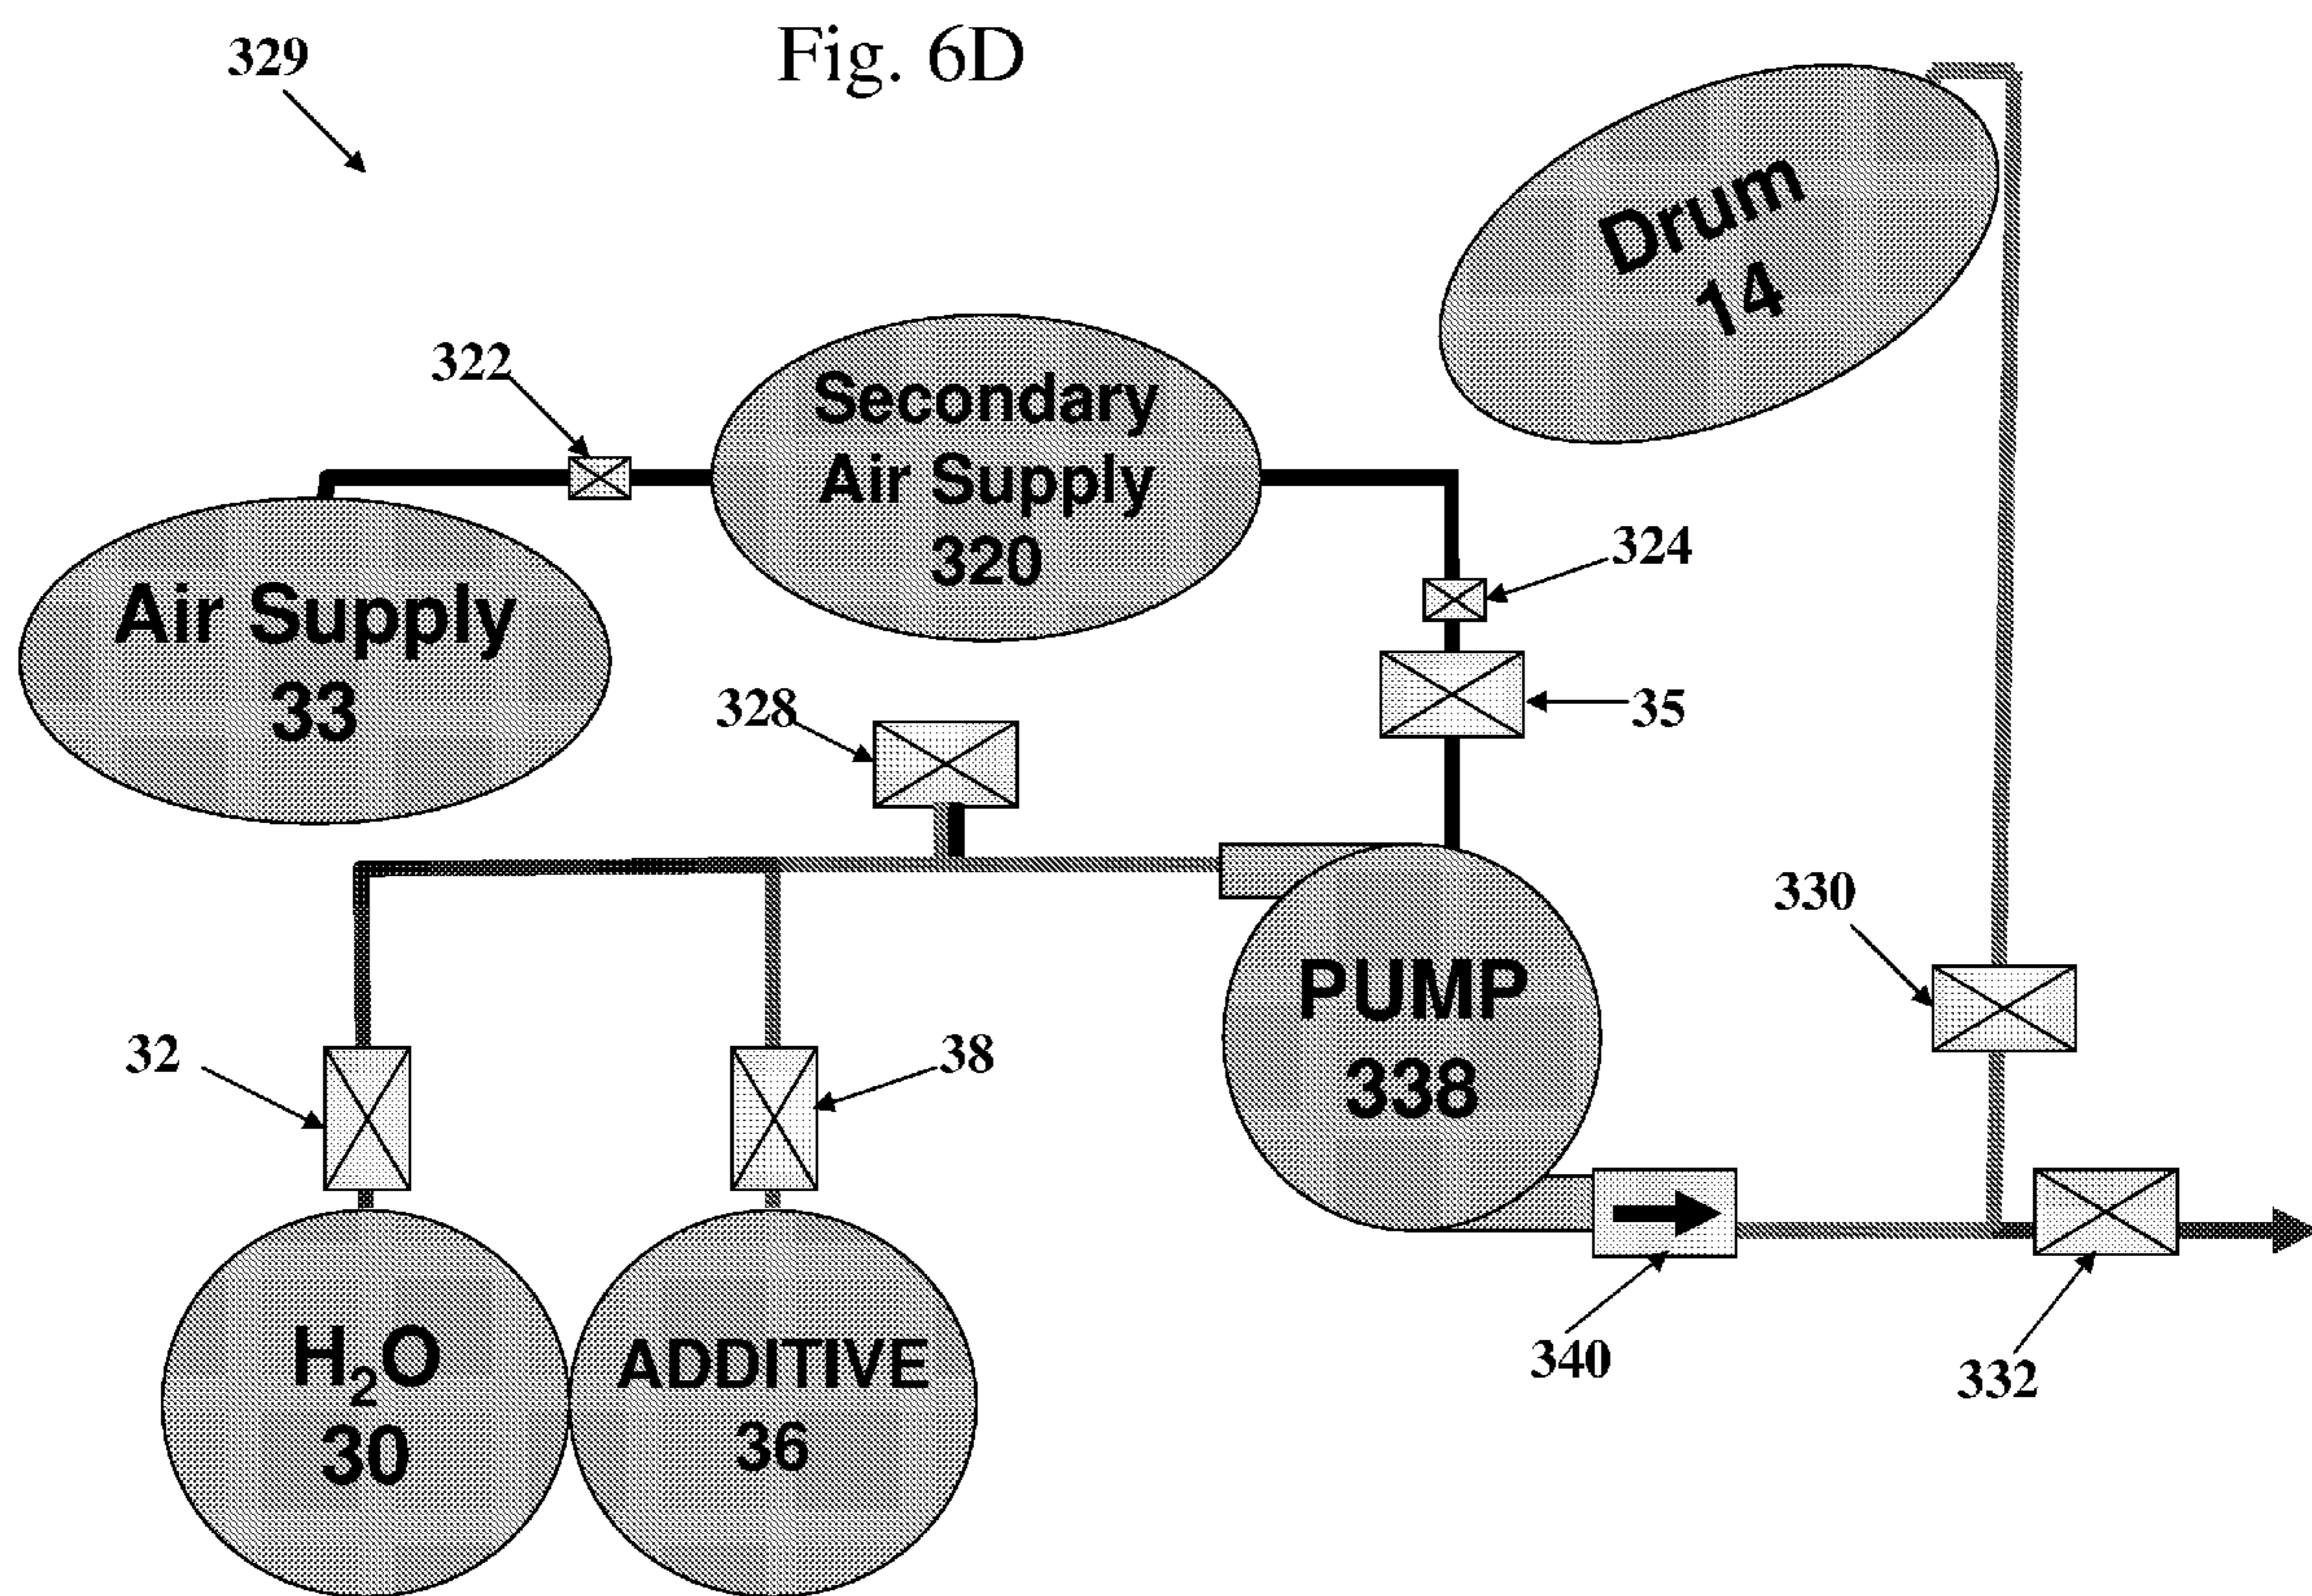 Fig. 6D
329
Drum
14
322
Secondary
Air Supply
320
324
Air Supply
33
35
328
330
PUMP
338
32
38
340
332
H₂O
30
ADDITIVE
36